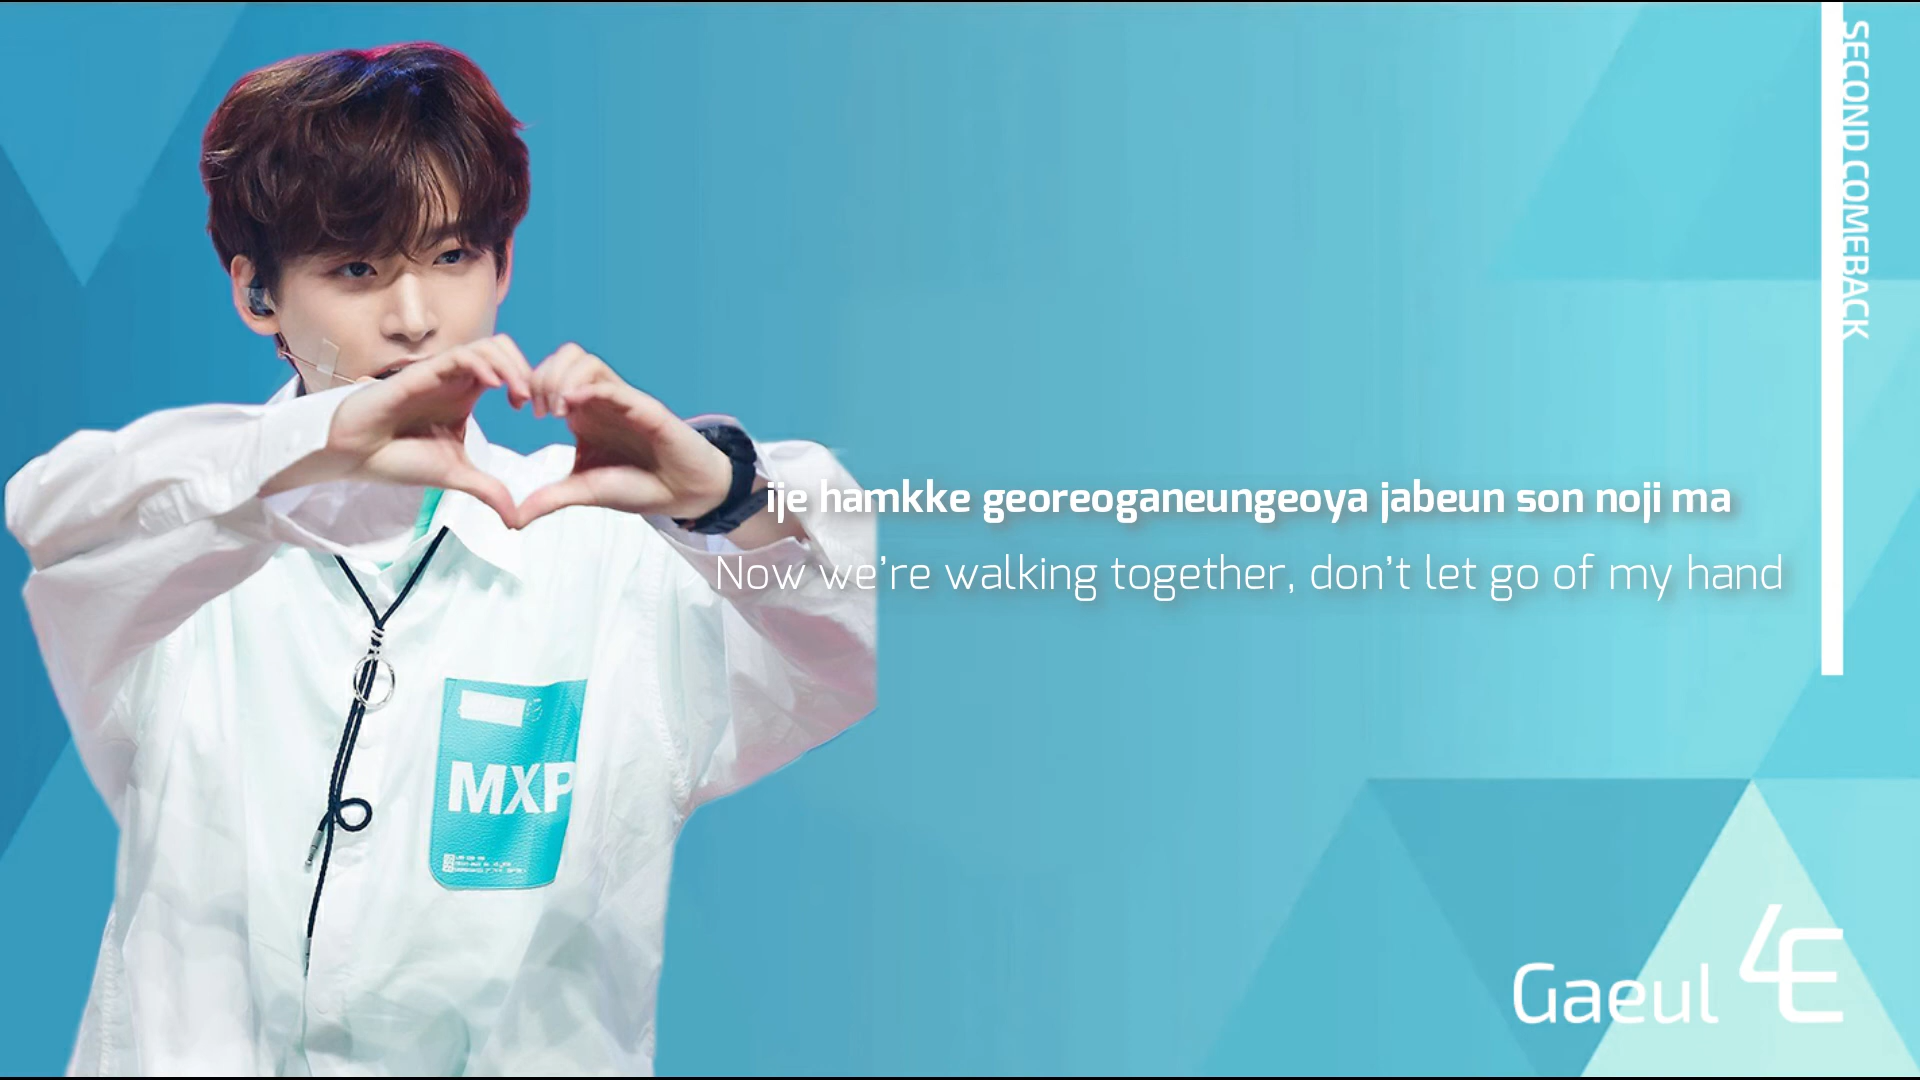 SECOND COMEBACK
ije hamkke georeoganeungeoya jabeun son noji ma
Now we’re walking together, don’t let go of my hand
MXP
Gaeul 4E